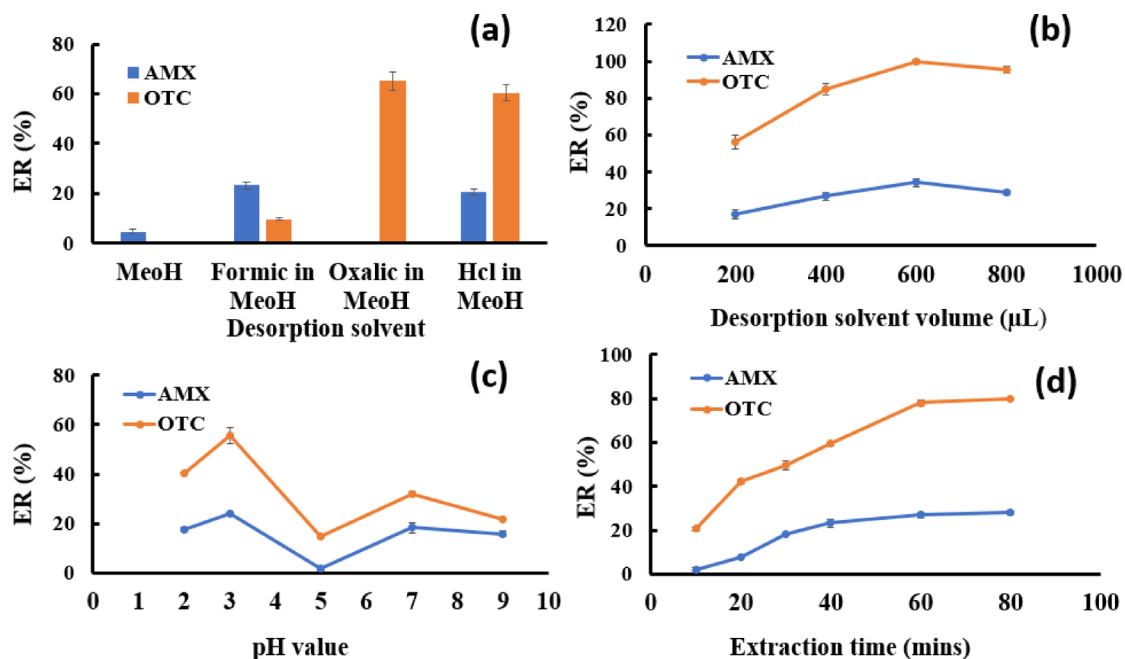 (a)
80
60
40
20
0
ER (%)
AMX
OTC
MeoH Formic in MeoH Oxalic in MeoH Hcl in MeoH
Desorption solvent
(b)
120
100
80
60
40
20
0
ER (%)
AMX
OTC
0 200 400 600 800 1000
Desorption solvent volume (µL)
(c)
80
60
40
20
0
ER (%)
AMX
OTC
0 1 2 3 4 5 6 7 8 9 10
pH value
(d)
100
80
60
40
20
0
ER (%)
AMX
OTC
0 20 40 60 80 100
Extraction time (mins)